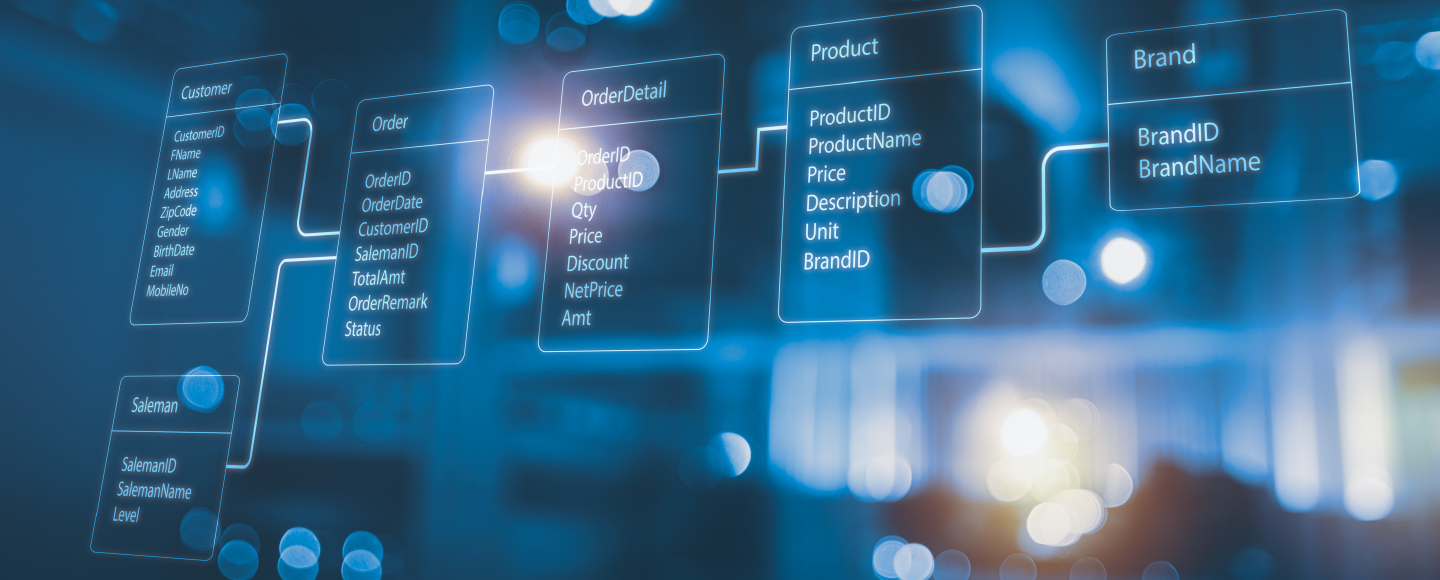 Customer
CustomerID
FName
LName
Address
ZipCode
Gender
BirthDate
Email
MobileNo
Saleman
SalemanID
SalemanName
Level
Order
OrderID
OrderDate
CustomerID
SalemanID
TotalAmt
OrderRemark
Status
OrderDetail
OrderID
ProductID
Qty
Price
Discount
NetPrice
Amt
Product
ProductID
ProductName
Price
Description
Unit
BrandID
Brand
BrandID
BrandName